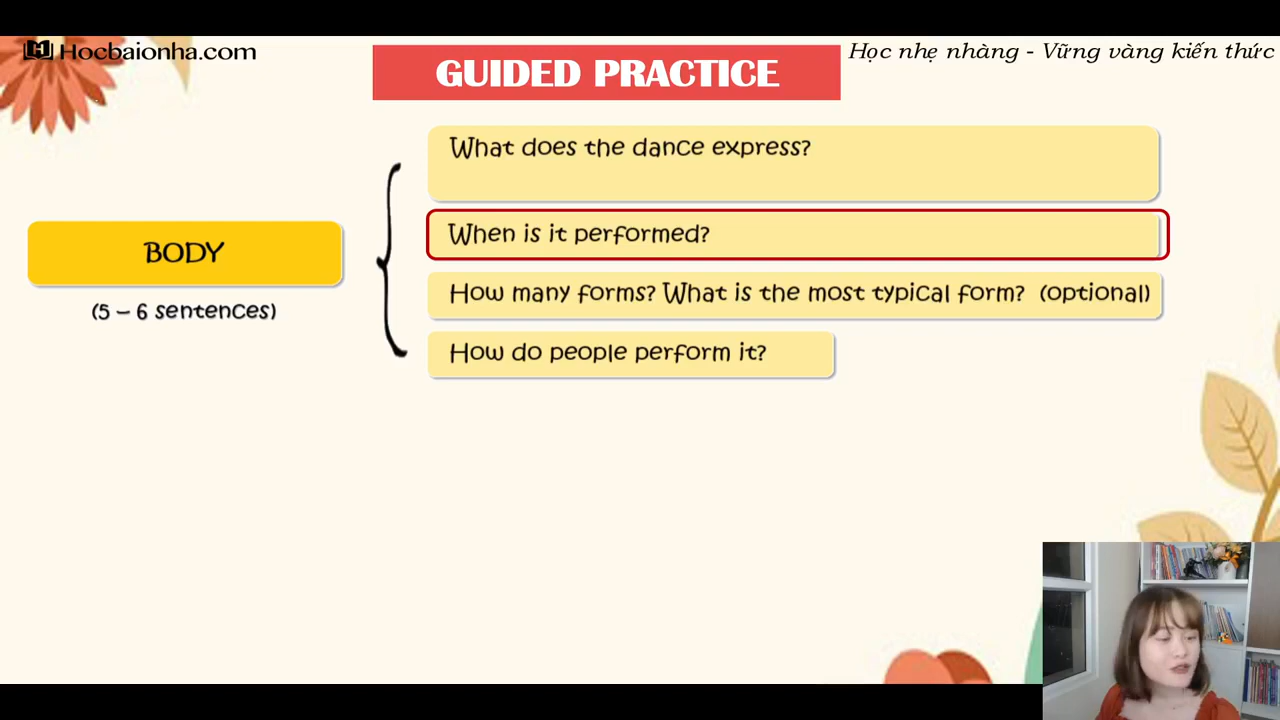 Hocbaionha.com
GUIDED PRACTICE
Học nhẹ nhàng - Vững vàng kiến thức
What does the dance express?
When is it performed?
BODY
How many forms? What is the most typical form? (optional)
(5 – 6 sentences)
How do people perform it?